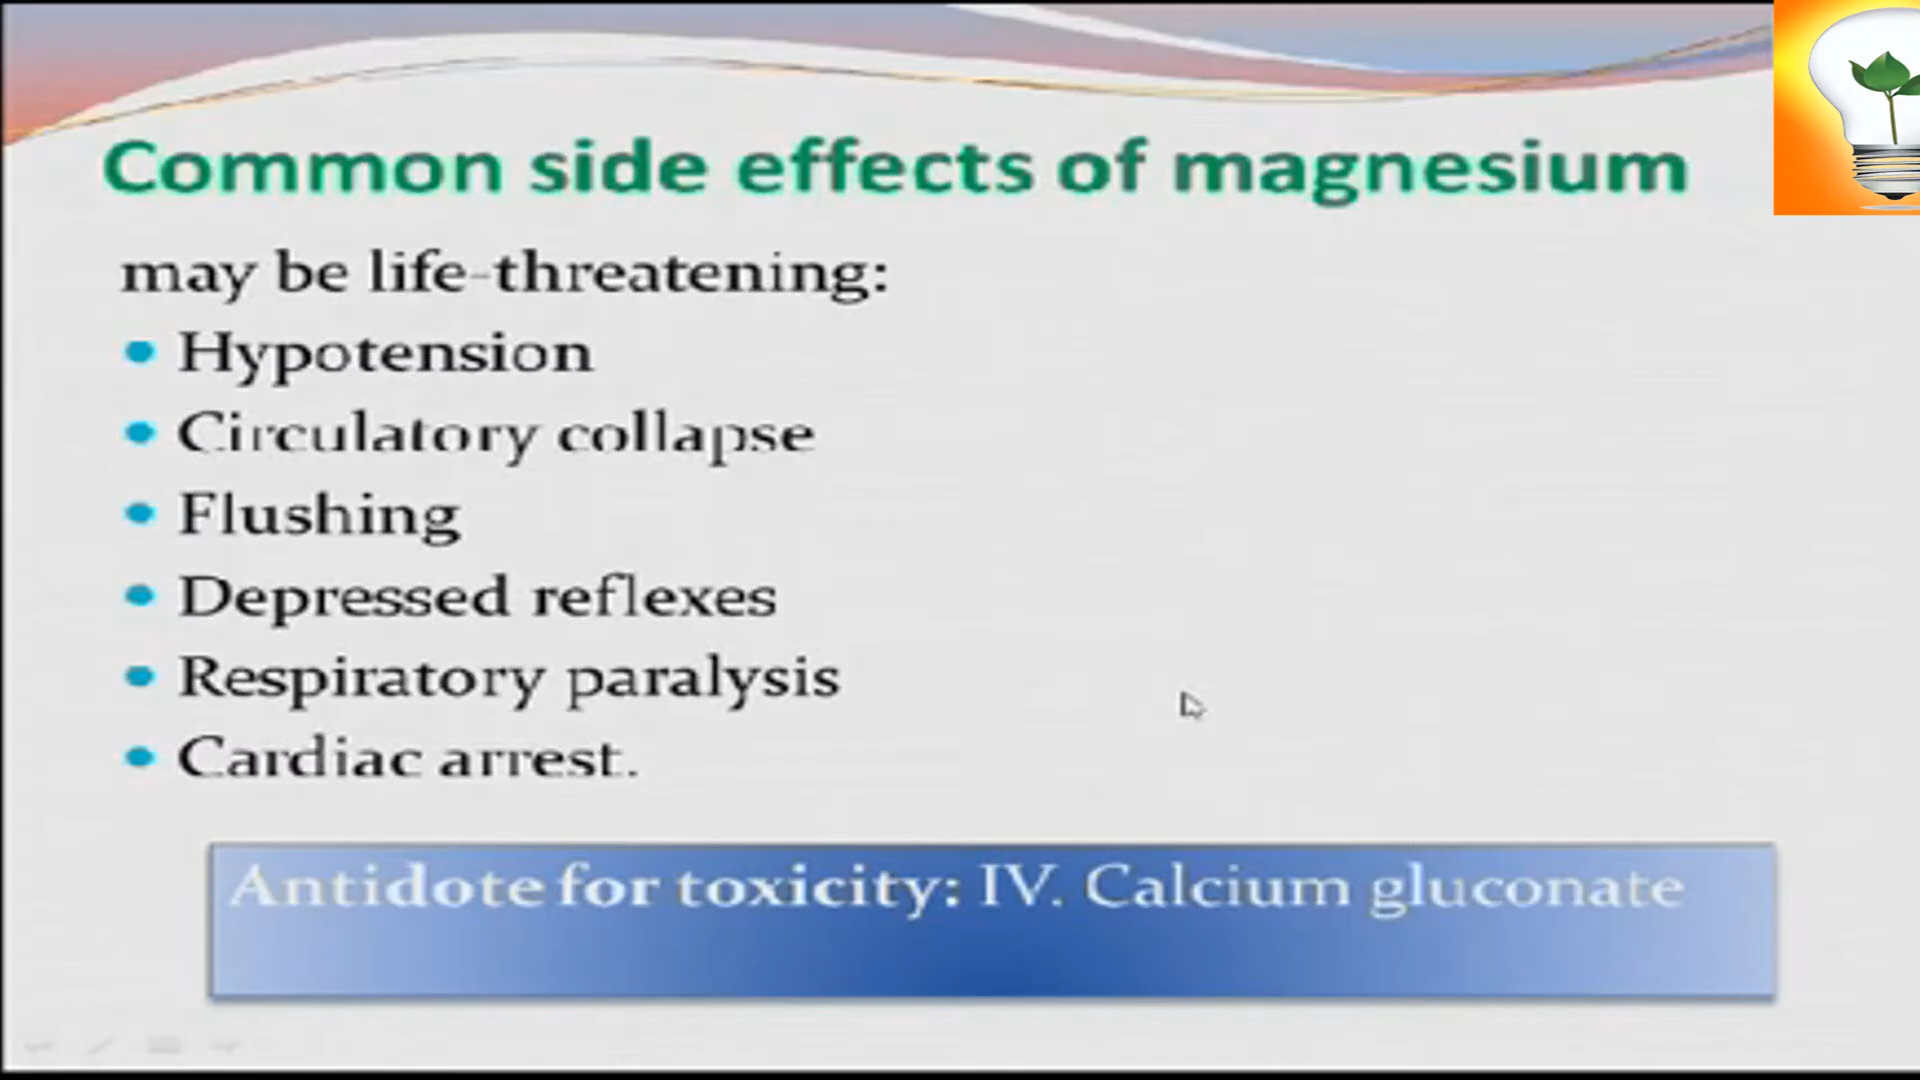 Common side effects of magnesium
may be life-threatening:
Hypotension
Circulatory collapse
Flushing
Depressed reflexes
Respiratory paralysis
Cardiac arrest.
Antidote for toxicity: IV. Calcium gluconate